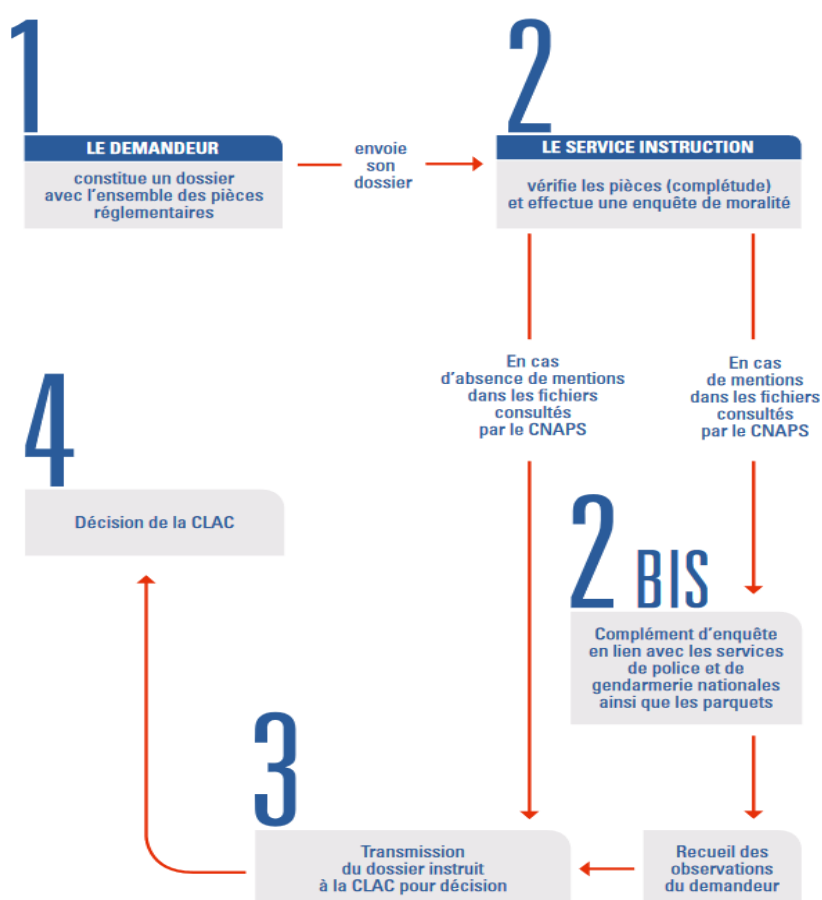 1
LE DEMANDEUR
constitue un dossier
avec l'ensemble des pièces
réglementaires
envoie
son
dossier
2
LE SERVICE INSTRUCTION
vérifie les pièces (complétude)
et effectue une enquête de moralité
En cas
d'absence de mentions
dans les fichiers
consultés
par le CNAPS
En cas
de mentions
dans les fichiers
consultés
par le CNAPS
2 BIS
Complément d'enquête
en lien avec les services
de police et de
gendarmerie nationales
ainsi que les parquets
Recueil des
observations
du demandeur
3
Transmission
du dossier instruit
à la CLAC pour décision
4
Décision de la CLAC